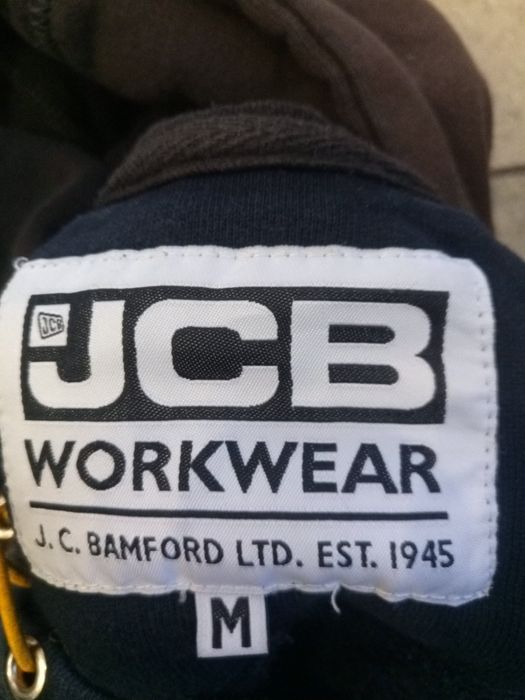 JCB
JCB
WORKWEAR
J. C. BAMFORD LTD. EST. 1945
M